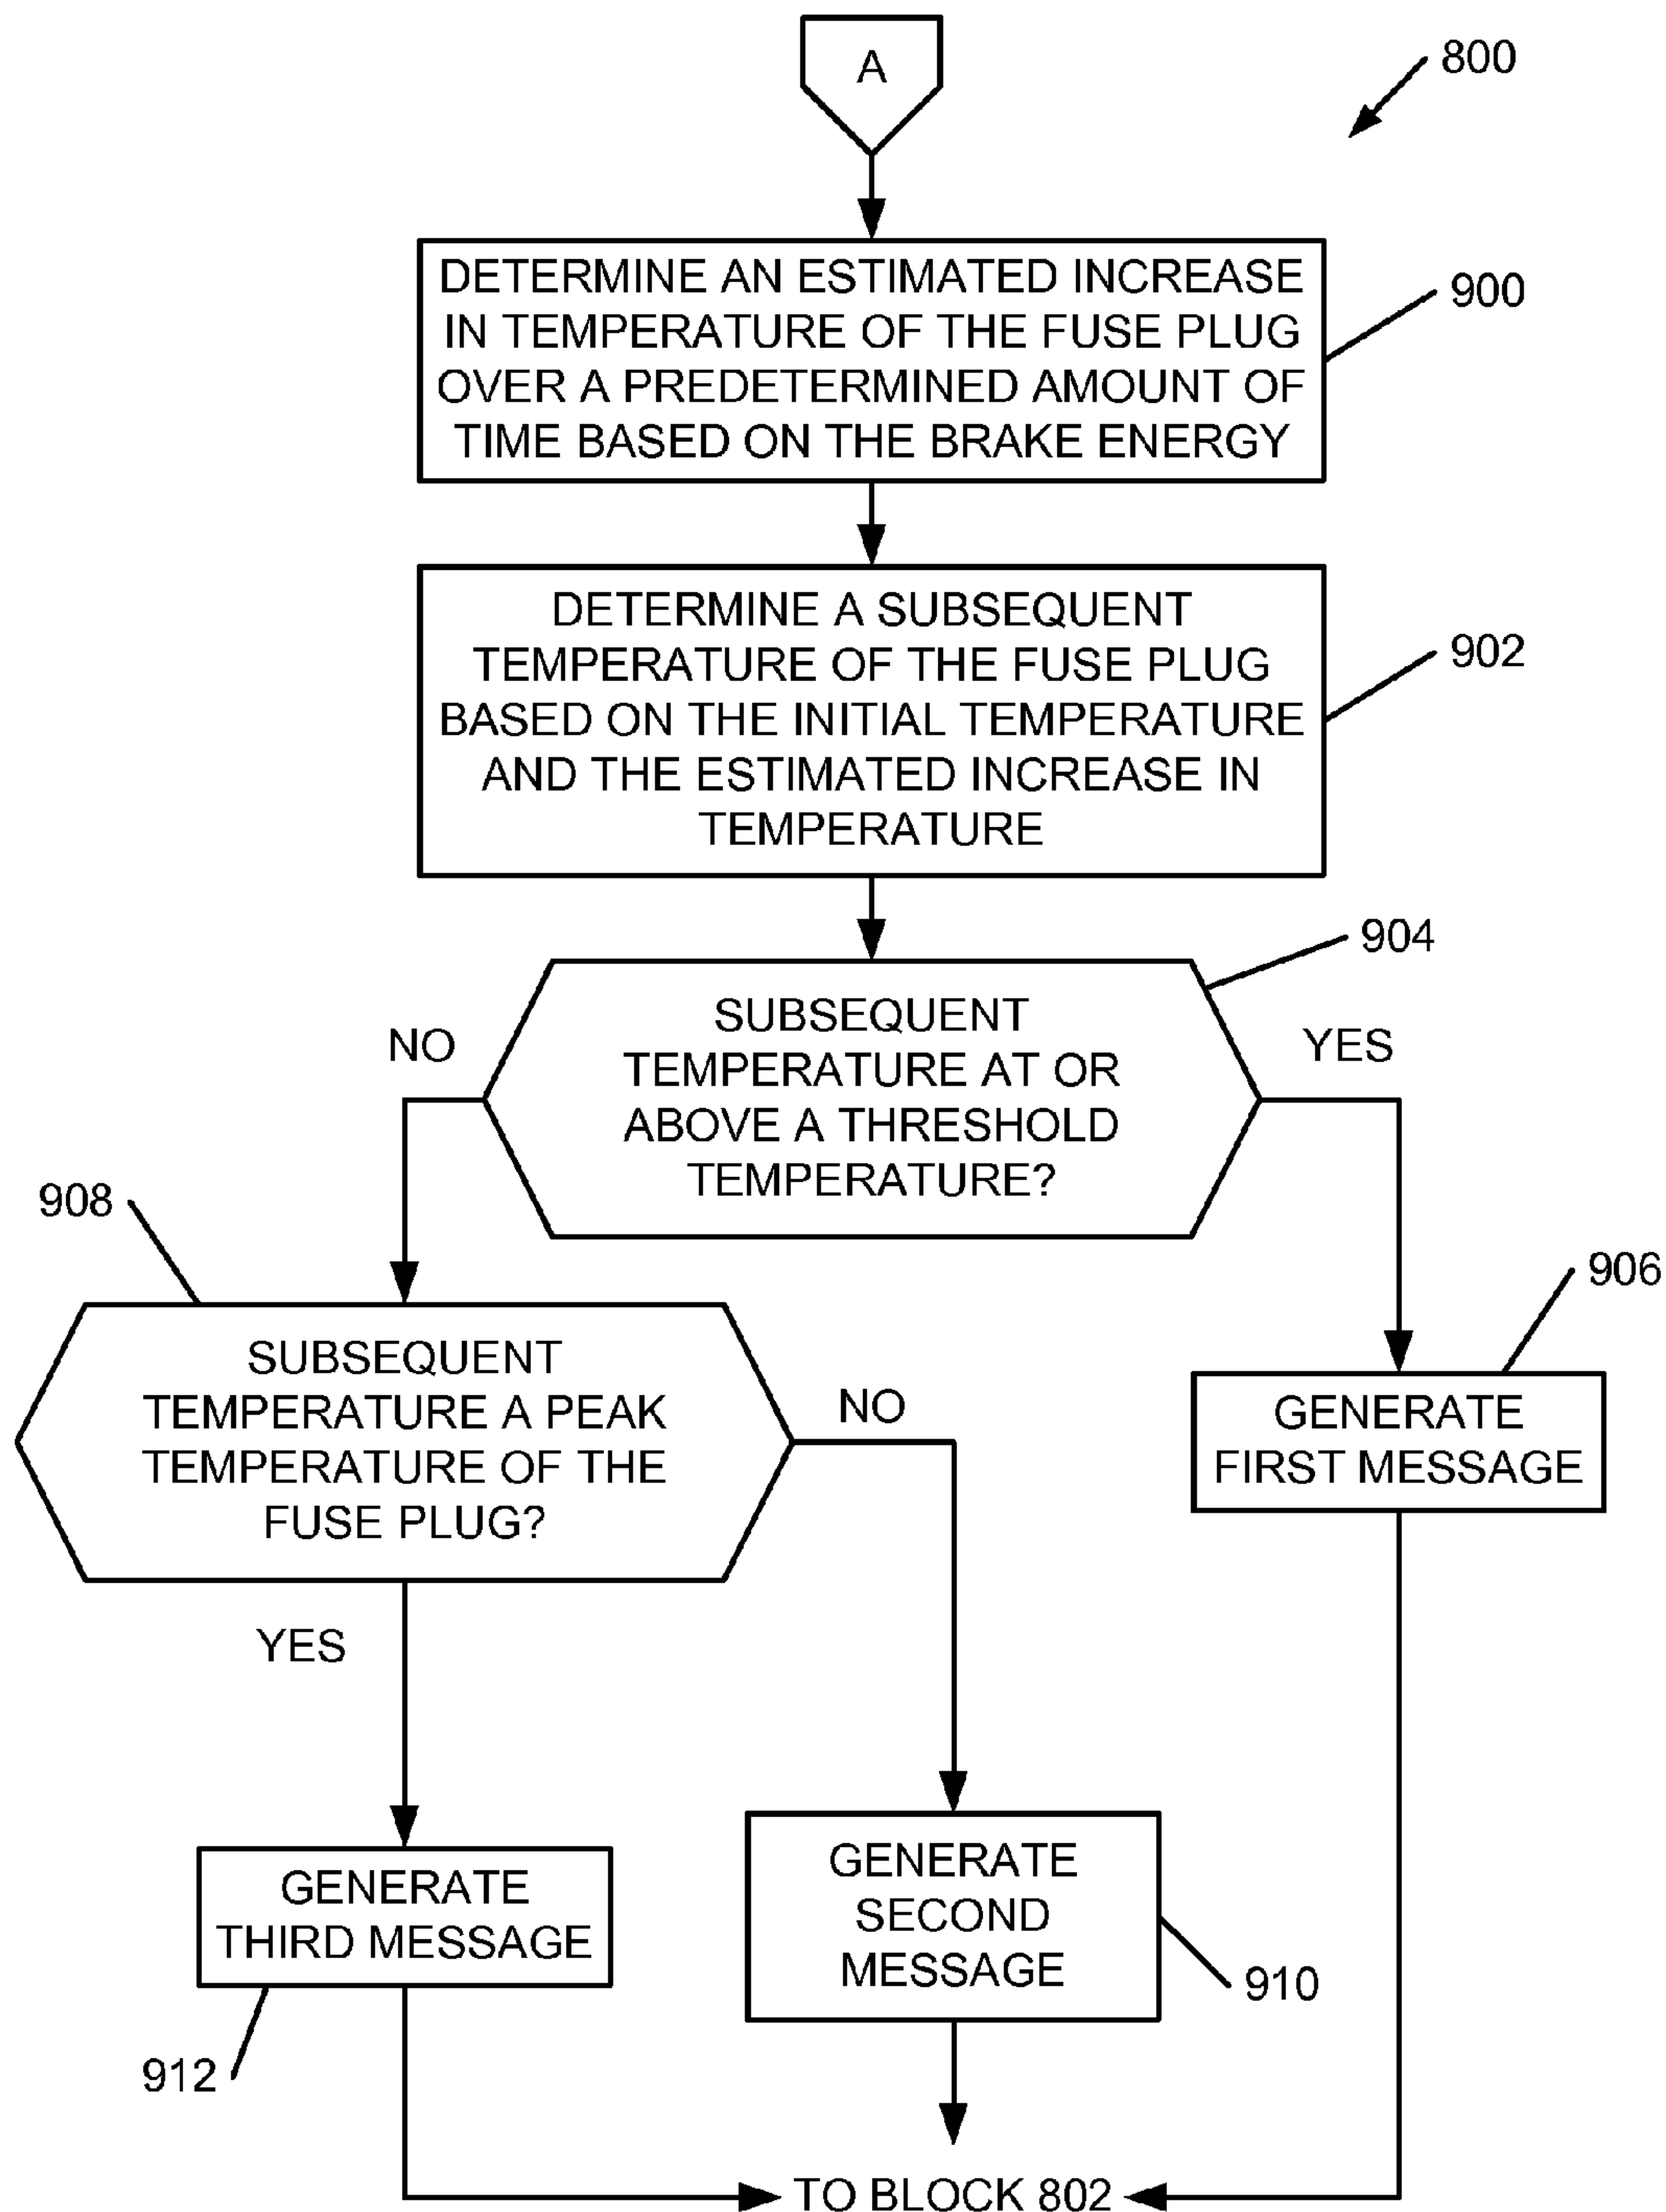 A
800
DETERMINE AN ESTIMATED INCREASE
IN TEMPERATURE OF THE FUSE PLUG
OVER A PREDETERMINED AMOUNT OF
TIME BASED ON THE BRAKE ENERGY
900
DETERMINE A SUBSEQUENT
TEMPERATURE OF THE FUSE PLUG
BASED ON THE INITIAL TEMPERATURE
AND THE ESTIMATED INCREASE IN
TEMPERATURE
902
904
SUBSEQUENT
TEMPERATURE AT OR
ABOVE A THRESHOLD
TEMPERATURE?
NO
YES
908
SUBSEQUENT
TEMPERATURE A PEAK
TEMPERATURE OF THE
FUSE PLUG?
NO
906
GENERATE
FIRST MESSAGE
YES
GENERATE
THIRD MESSAGE
912
GENERATE
SECOND
MESSAGE
910
TO BLOCK 802